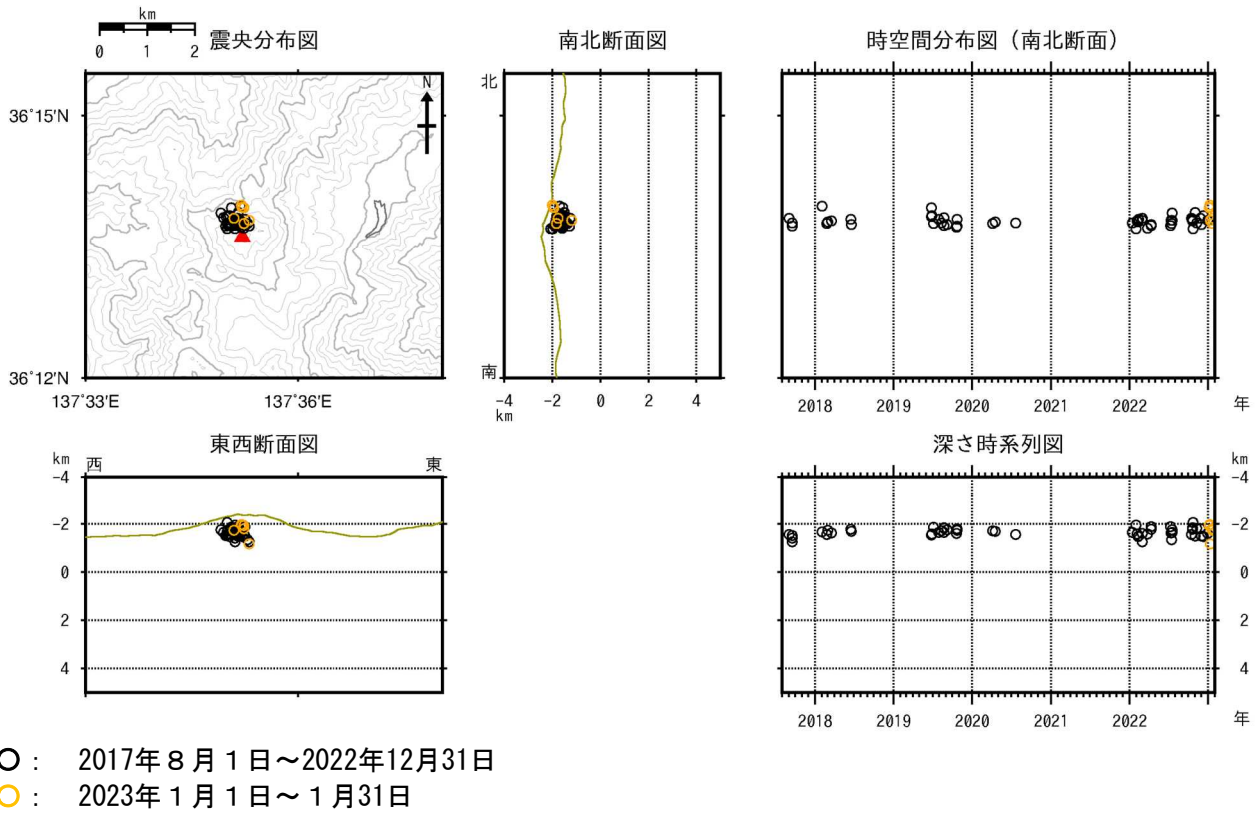 km
0 1 2
震央分布図
N
36°15′N
36°12′N
137°33′E 137°36′E
南北断面図
北
南
-4 -2 0 2 4
km
時空間分布図（南北断面）
2018 2019 2020 2021 2022 年
東西断面図
km 西 東
-4
-2
0
2
4
深さ時系列図
km
-4
-2
0
2
4
2018 2019 2020 2021 2022 年
： 2017年８月１日～2022年12月31日
： 2023年１月１日～１月31日